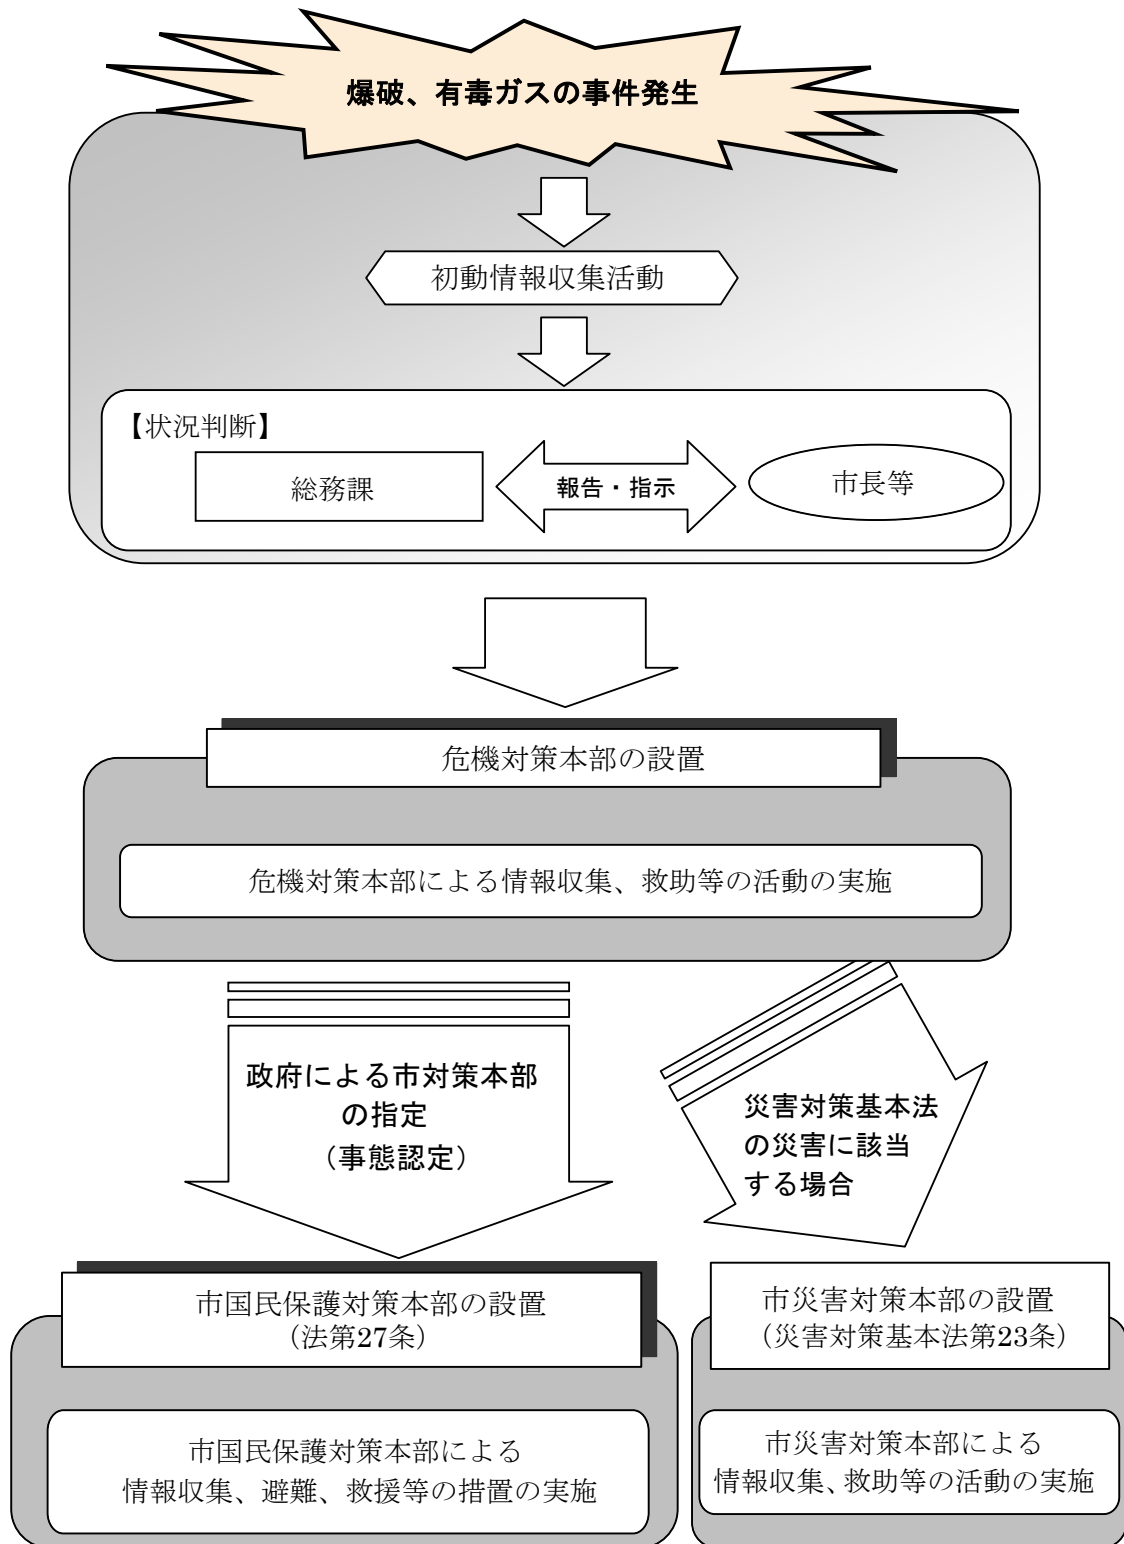 爆破、有毒ガスの事件発生
初動情報収集活動
【状況判断】
総務課
報告・指示
市長等
危機対策本部の設置
危機対策本部による情報収集、救助等の活動の実施
政府による市対策本部
の指定
（事態認定）
災害対策基本法
の災害に該当
する場合
市国民保護対策本部の設置
（法第27条）
市国民保護対策本部による
情報収集、避難、救援等の措置の実施
市災害対策本部の設置
（災害対策基本法第23条）
市災害対策本部による
情報収集、救助等の活動の実施